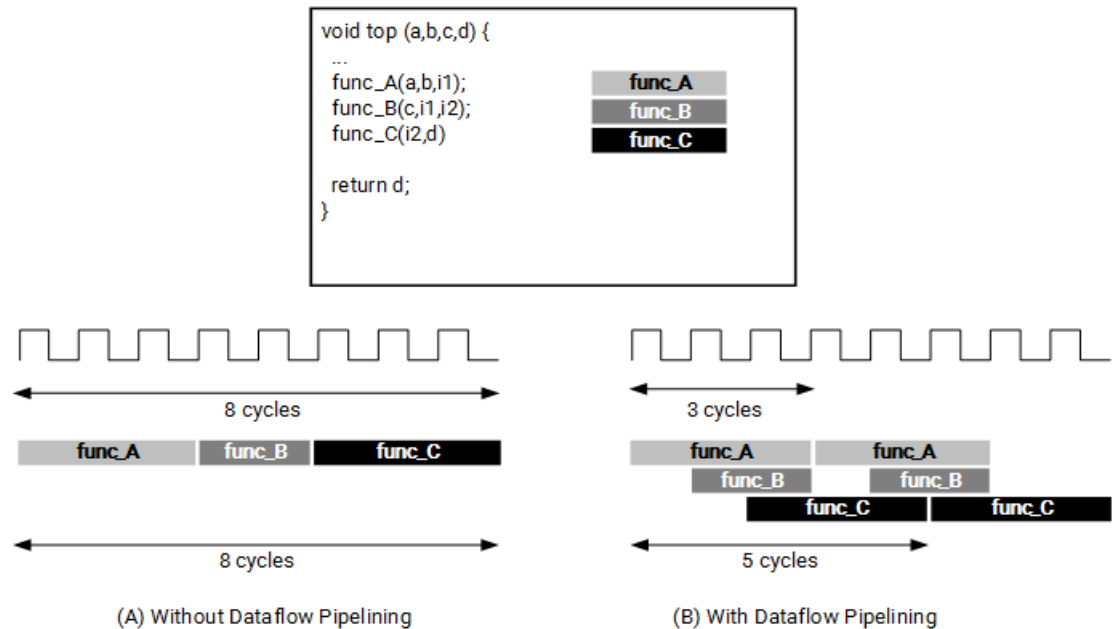 void top (a,b,c,d) {
...
func_A(a,b,i1);
func_B(c,i1,i2);
func_C(i2,d)
return d;
}
func_A
func_B
func_C
8 cycles
func_A func_B func_C
8 cycles
(A) Without Dataflow Pipelining
3 cycles
func_A func_A
func_B func_B
func_C func_C
5 cycles
(B) With Dataflow Pipelining